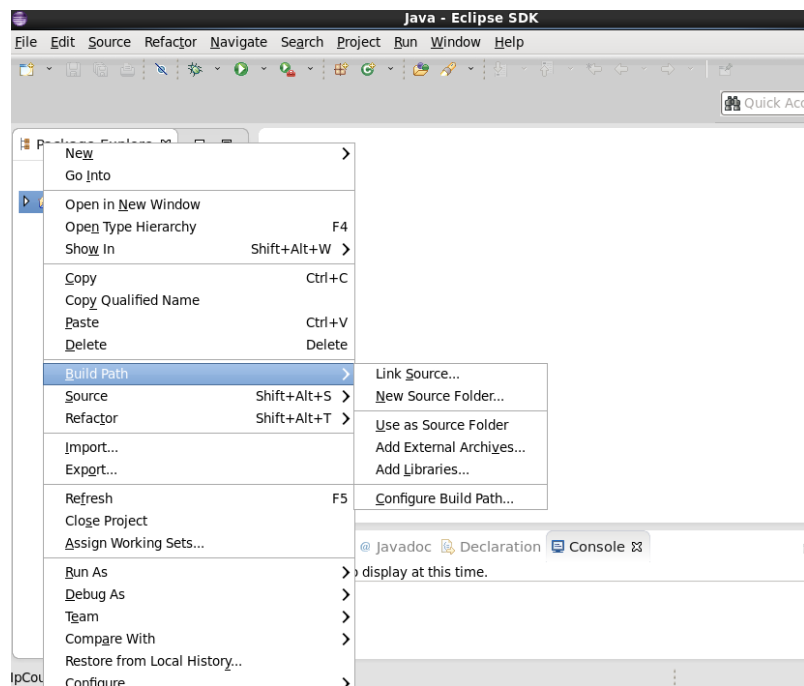 Java - Eclipse SDK
File Edit Source Refactor Navigate Search Project Run Window Help
Quick Acc
Package Explore
New
Go Into
Open in New Window
Open Type Hierarchy F4
Show In Shift+Alt+W
Copy Ctrl+C
Copy Qualified Name
Paste Ctrl+V
Delete Delete
Build Path
Source Shift+Alt+S
Refactor Shift+Alt+T
Import...
Export...
Refresh F5
Close Project
Assign Working Sets...
Run As
Debug As
Team
Compare With
Restore from Local History...
Configure
Link Source...
New Source Folder...
Use as Source Folder
Add External Archives...
Add Libraries...
Configure Build Path...
@ Javadoc Declaration Console
display at this time.
IpCou